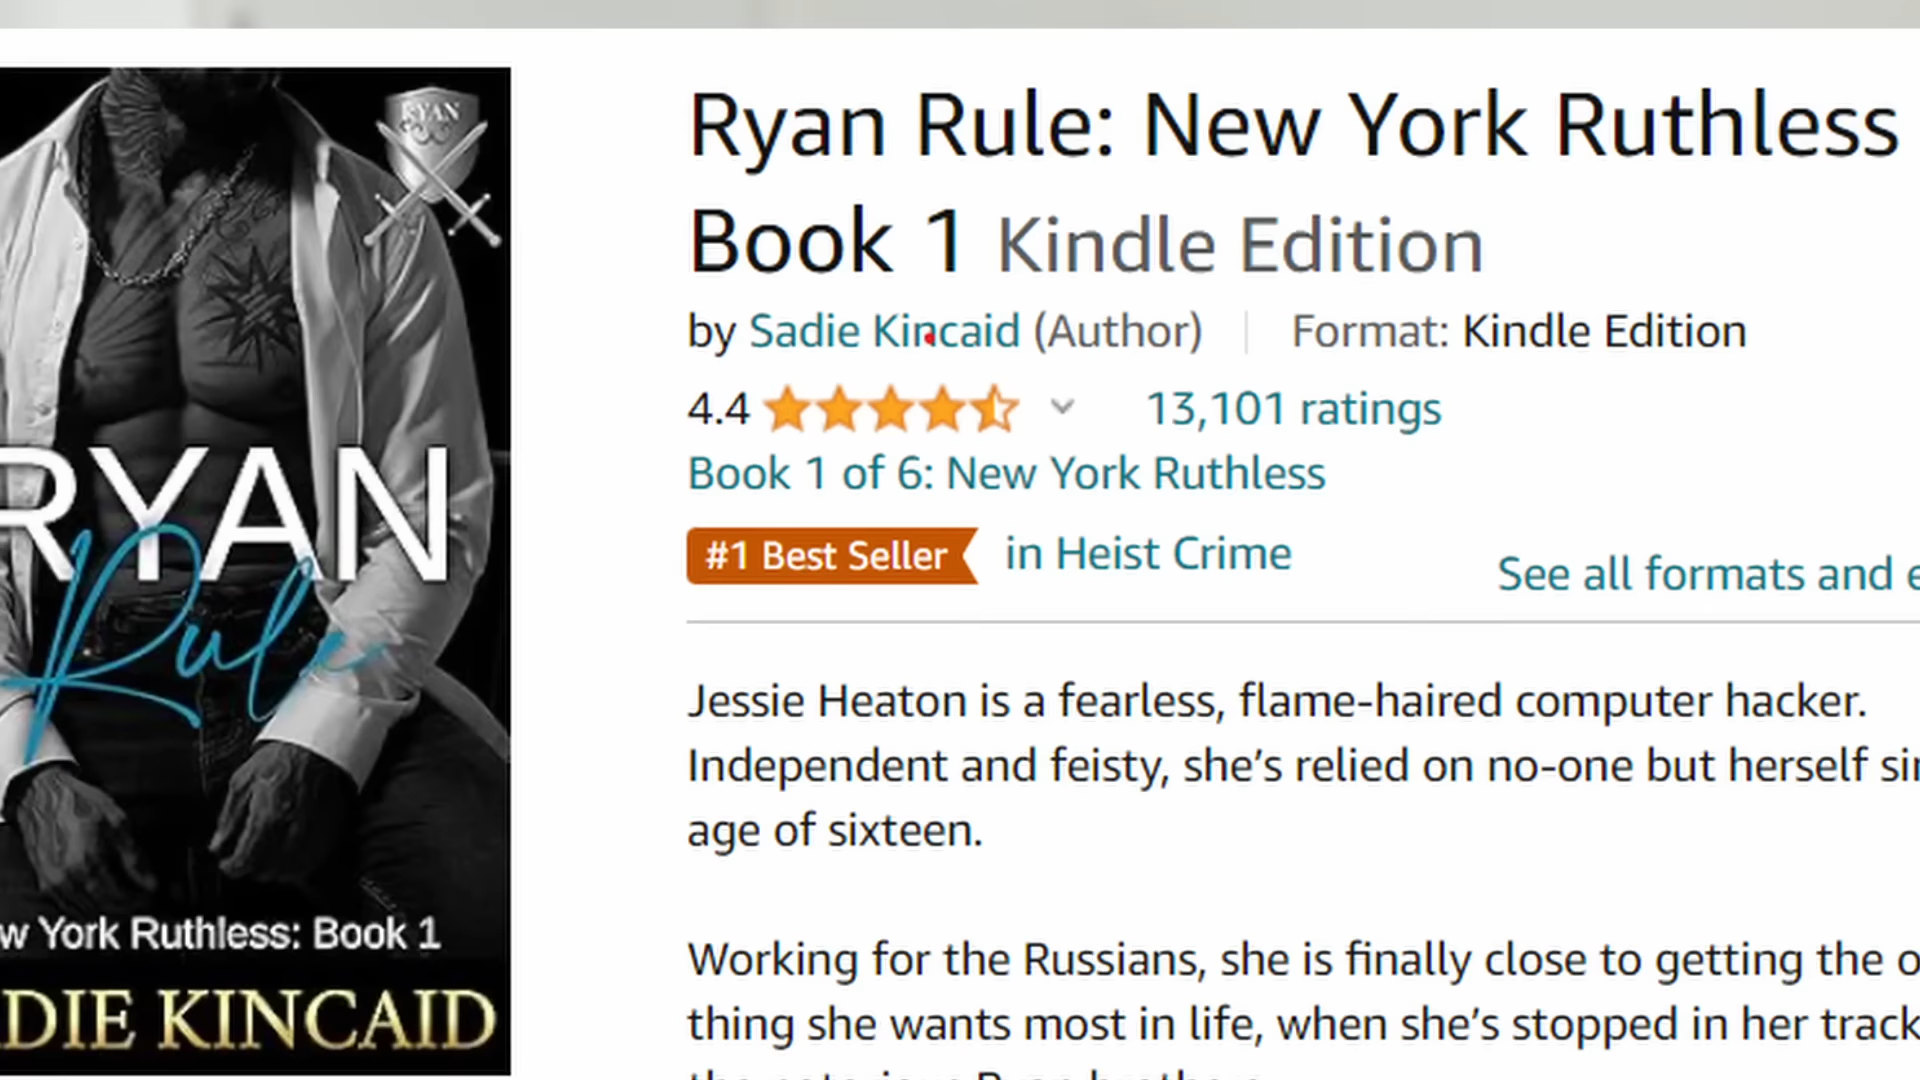 RYAN
RYAN
Rule
York Ruthless: Book 1
KINCAID
Ryan Rule: New York Ruthless
Book 1 Kindle Edition
by Sadie Kincaid (Author) Format: Kindle Edition
4.4 13,101 ratings
Book 1 of 6: New York Ruthless
#1 Best Seller in Heist Crime
See all formats and
Jessie Heaton is a fearless, flame-haired computer hacker.
Independent and feisty, she’s relied on no-one but herself
age of sixteen.
Working for the Russians, she is finally close to getting the
thing she wants most in life, when she’s stopped in her